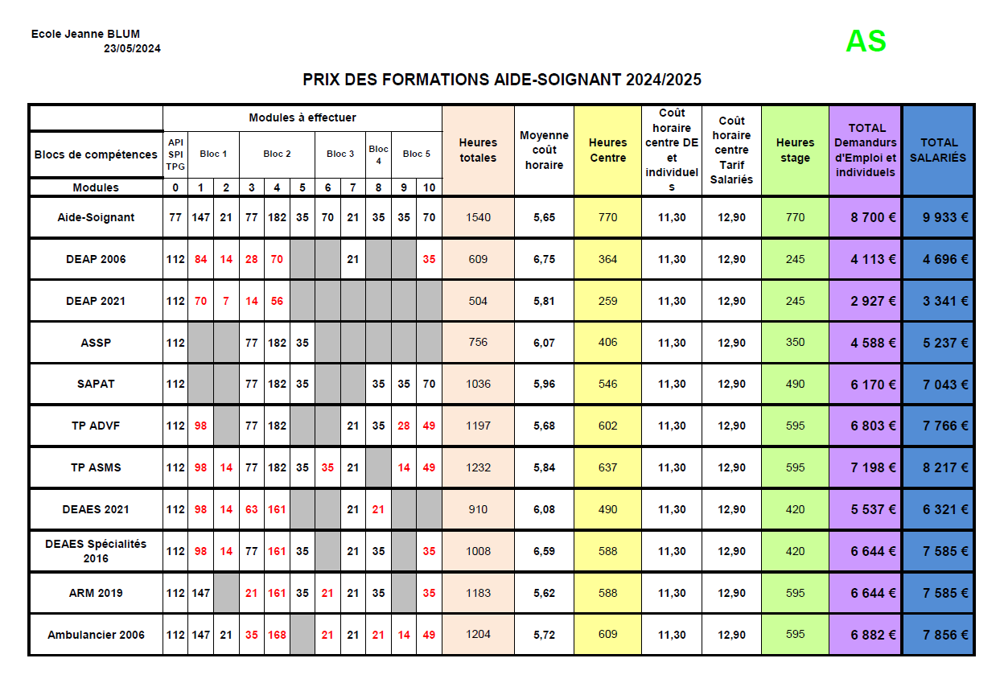 Ecole Jeanne BLUM
23/05/2024
AS
PRIX DES FORMATIONS AIDE-SOIGNANT 2024/2025
Modules à effectuer
Blocs de compétences
API
SPI
TPG
Bloc 1
Bloc 2
Bloc 3
Bloc
4
Bloc 5
Heures
totales
Moyenne
coût
horaire
Heures
Centre
Coût
horaire
centre DE
et
individuel
s
Coût
horaire
centre
Tarif
Salariés
Heures
stage
TOTAL
Demandurs
d'Emploi et
individuels
TOTAL
SALARIÉS
Modules 0 1 2 3 4 5 6 7 8 9 10
Aide-Soignant 77 147 21 77 182 35 70 21 35 35 70 1540 5,65 770 11,30 12,90 770 8 700 € 9 933 €
DEAP 2006 112 84 14 28 70 21 35 609 6,75 364 11,30 12,90 245 4 113 € 4 696 €
DEAP 2021 112 70 7 14 56 504 5,81 259 11,30 12,90 245 2 927 € 3 341 €
ASSP 112 77 182 35 756 6,07 406 11,30 12,90 350 4 588 € 5 237 €
SAPAT 112 77 182 35 35 35 70 1036 5,96 546 11,30 12,90 490 6 170 € 7 043 €
TP ADVF 112 98 77 182 21 35 28 49 1197 5,68 602 11,30 12,90 595 6 803 € 7 766 €
TP ASMS 112 98 14 77 182 35 35 21 14 49 1232 5,84 637 11,30 12,90 595 7 198 € 8 217 €
DEAES 2021 112 98 14 63 161 21 21 910 6,08 490 11,30 12,90 420 5 537 € 6 321 €
DEAES Spécialités
2016
112 98 14 77 161 35 21 35 35 1008 6,59 588 11,30 12,90 420 6 644 € 7 585 €
ARM 2019 112 147 21 161 35 21 21 35 35 1183 5,62 588 11,30 12,90 595 6 644 € 7 585 €
Ambulancier 2006 112 147 21 35 168 21 21 21 14 49 1204 5,72 609 11,30 12,90 595 6 882 € 7 856 €